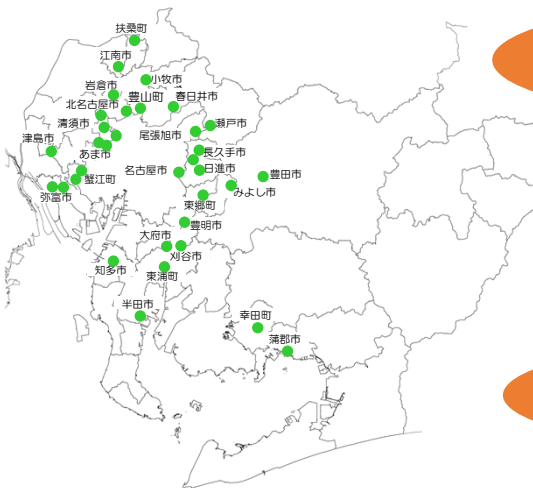 扶桑町
江南市
小牧市
岩倉市
豊山町
春日井市
北名古屋市
清須市
瀬戸市
尾張旭市
津島市
あま市
長久手市
名古屋市
日進市
豊田市
蟹江町
みよし市
弥富市
東郷町
豊明市
大府市
刈谷市
知多市
東浦町
半田市
幸田町
蒲郡市